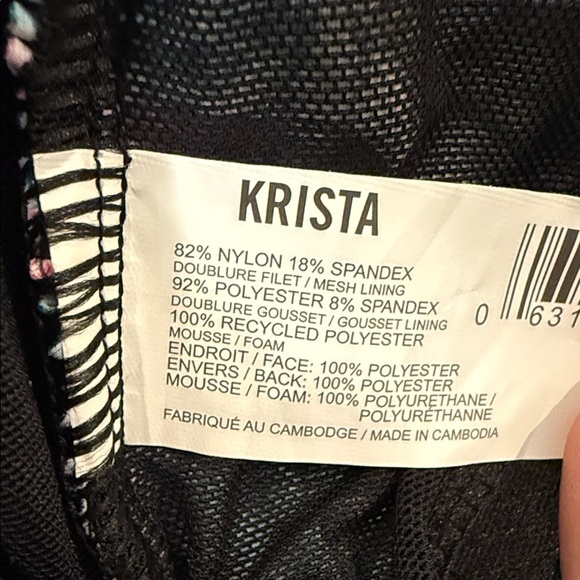 KRISTA
82% NYLON 18% SPANDEX
DOUBLURE FILET / MESH LINING
92% POLYESTER 8% SPANDEX
DOUBLURE GOUSSET / GOUSSET LINING
100% RECYCLED POLYESTER
MOUSSE / FOAM
ENDROIT / FACE: 100% POLYESTER
ENVERS / BACK: 100% POLYESTER
MOUSSE / FOAM: 100% POLYURETHANE /
POLYURÉTHANNE
FABRIQUÉ AU CAMBODGE / MADE IN CAMBODIA
0 631